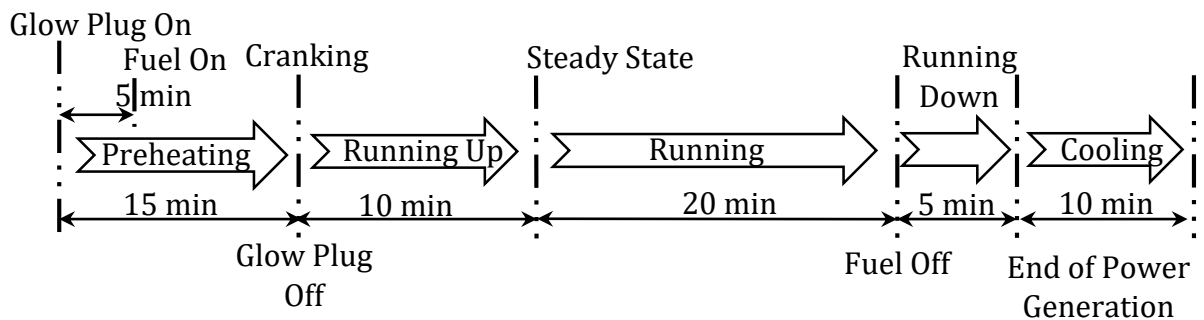 Glow Plug On
Fuel On
5 min
Cranking
Steady State
Running
Down
Preheating
Running Up
Running
Cooling
15 min
10 min
20 min
5 min
10 min
Glow Plug
Off
Fuel Off
End of Power
Generation